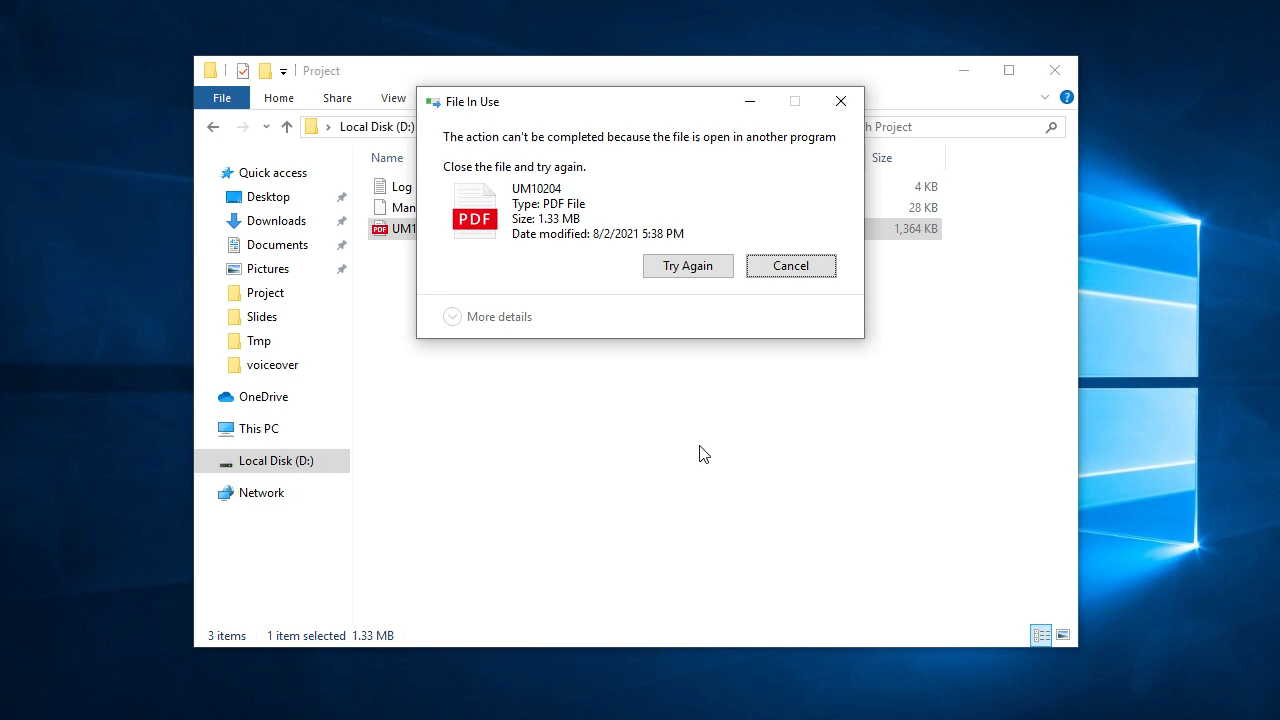 Project
File Home Share View
Local Disk (D:)
h Project
File In Use
The action can't be completed because the file is open in another program
Close the file and try again.
PDF
UM10204
Type: PDF File
Size: 1.33 MB
Date modified: 8/2/2021 5:38 PM
Try Again
Cancel
More details
Name
Size
Log
4 KB
Man
28 KB
PDF
UM1
1,364 KB
Quick access
Desktop
Downloads
Documents
Pictures
Project
Slides
Tmp
voiceover
OneDrive
This PC
Local Disk (D:)
Network
3 items
1 item selected 1.33 MB